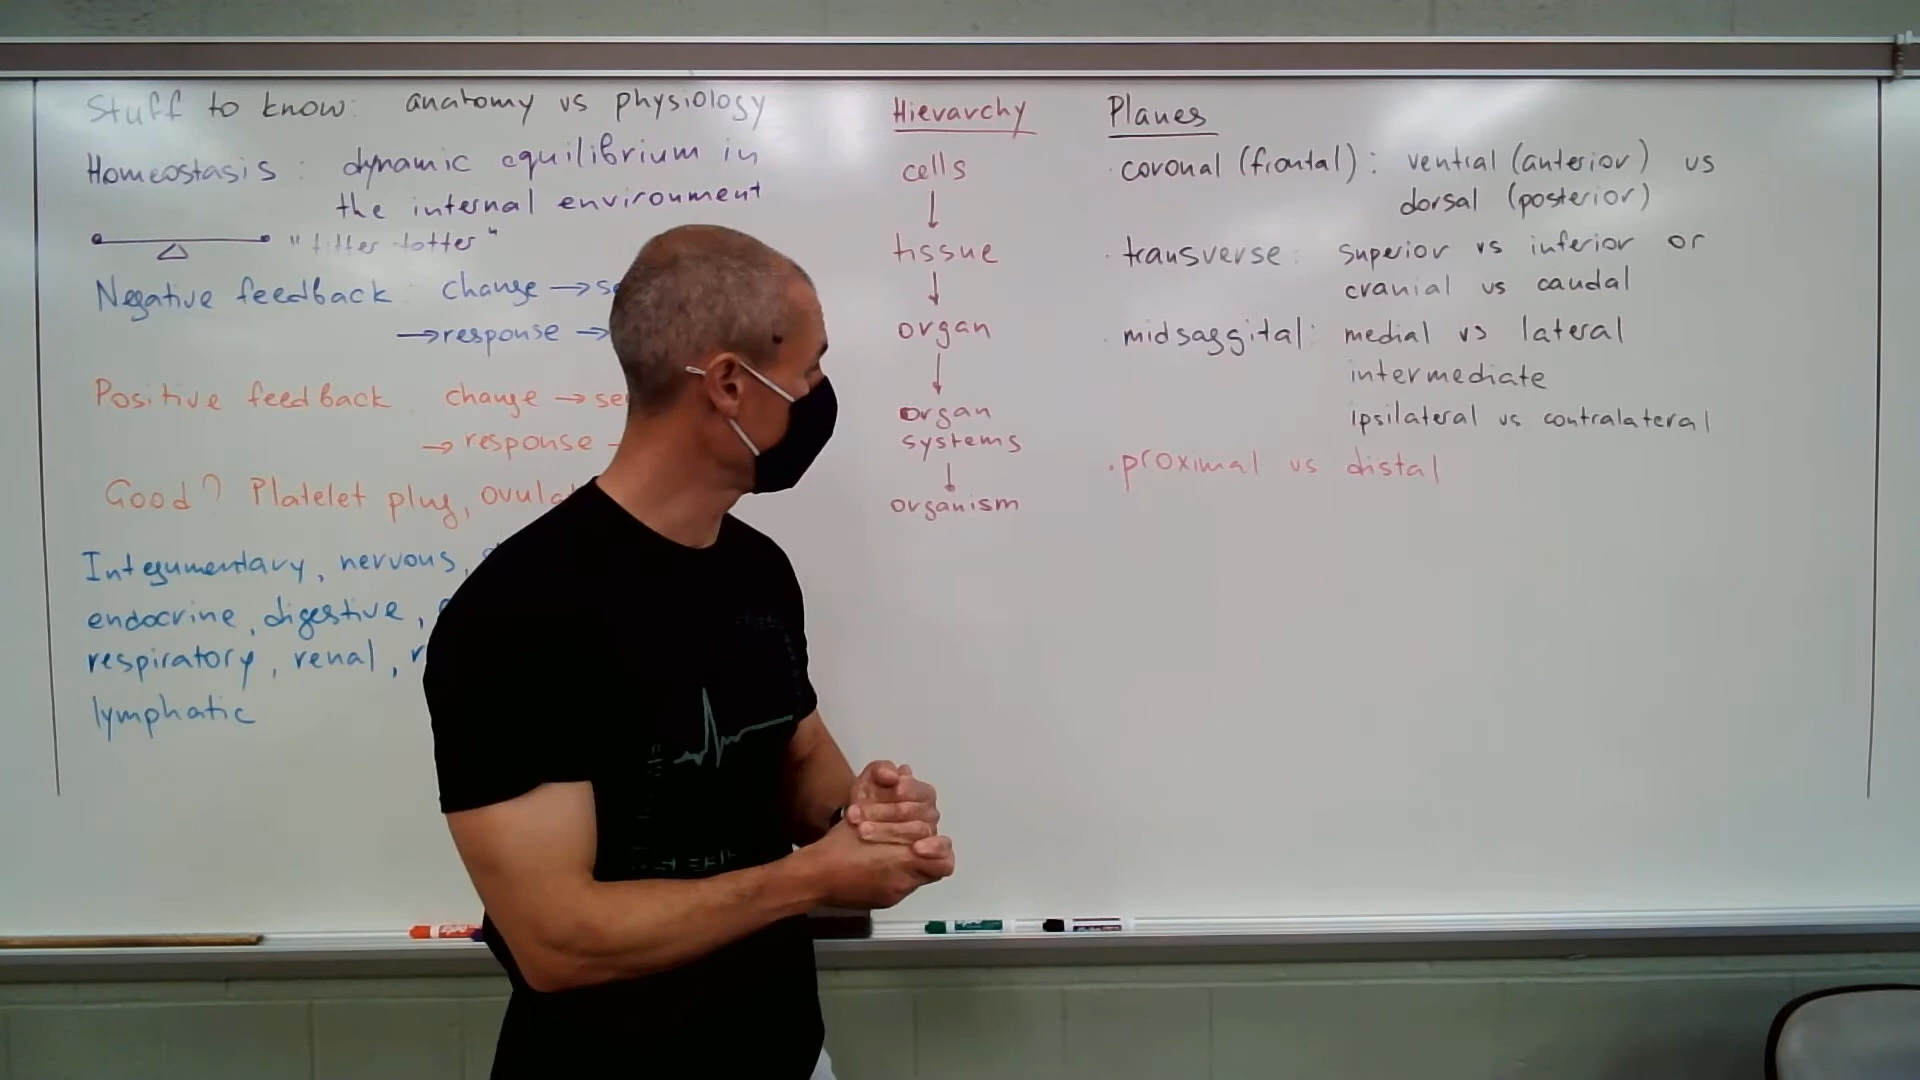 Stuff to know: anatomy vs physiology
Homeostasis : dynamic equilibrium in
the internal environment
"titter-totter"
Negative feedback change → se
→ response →
Positive feedback change → se
→ response
Good? Platelet plug, ovulat
Integumentary, nervous,
endocrine, digestive,
respiratory, renal, r
lymphatic
Hierarchy
cells
↓
tissue
↓
organ
↓
organ
systems
↓
organism
Planes
· coronal (frontal) : ventral (anterior) vs
dorsal (posterior)
· transverse: superior vs inferior or
cranial vs caudal
· midsaggital: medial vs lateral
intermediate
ipsilateral vs contralateral
· proximal vs distal